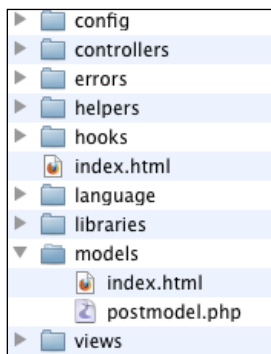 config
controllers
errors
helpers
hooks
index.html
language
libraries
models
index.html
postmodel.php
views